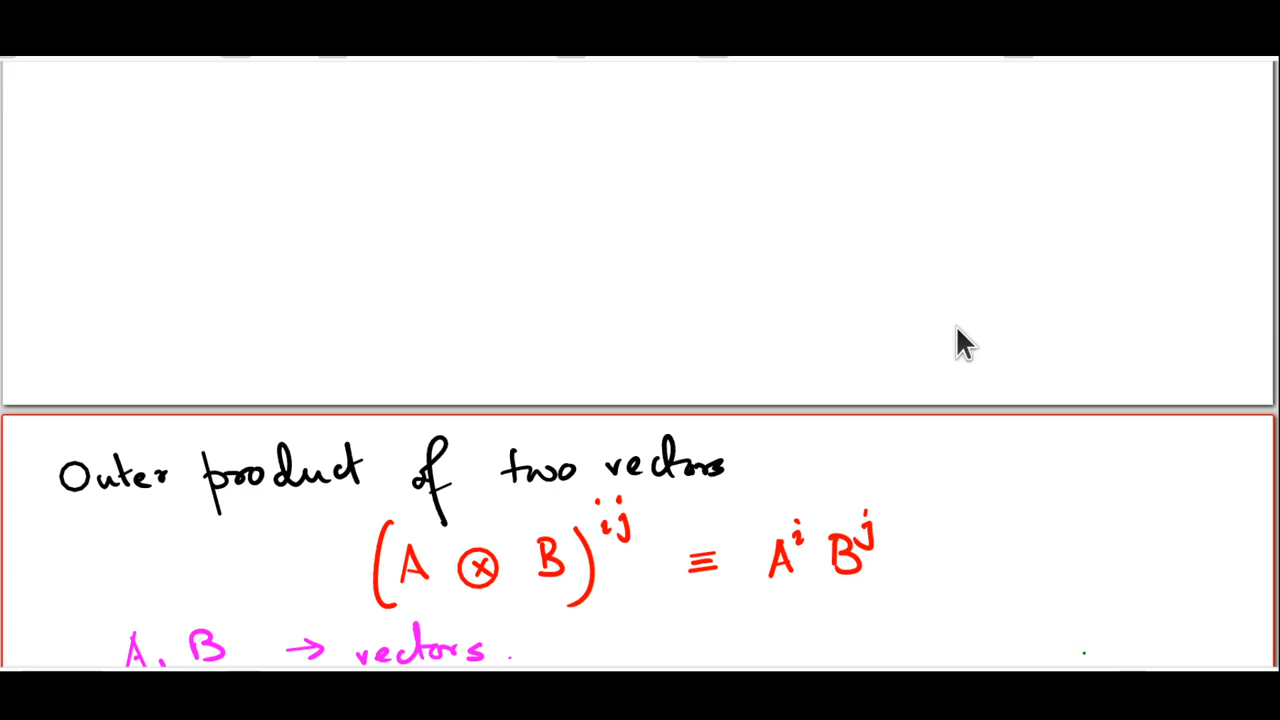 Outer product of two vectors
(A ⊗ B)^{ij} ≡ A^i B^j
A, B → vectors.